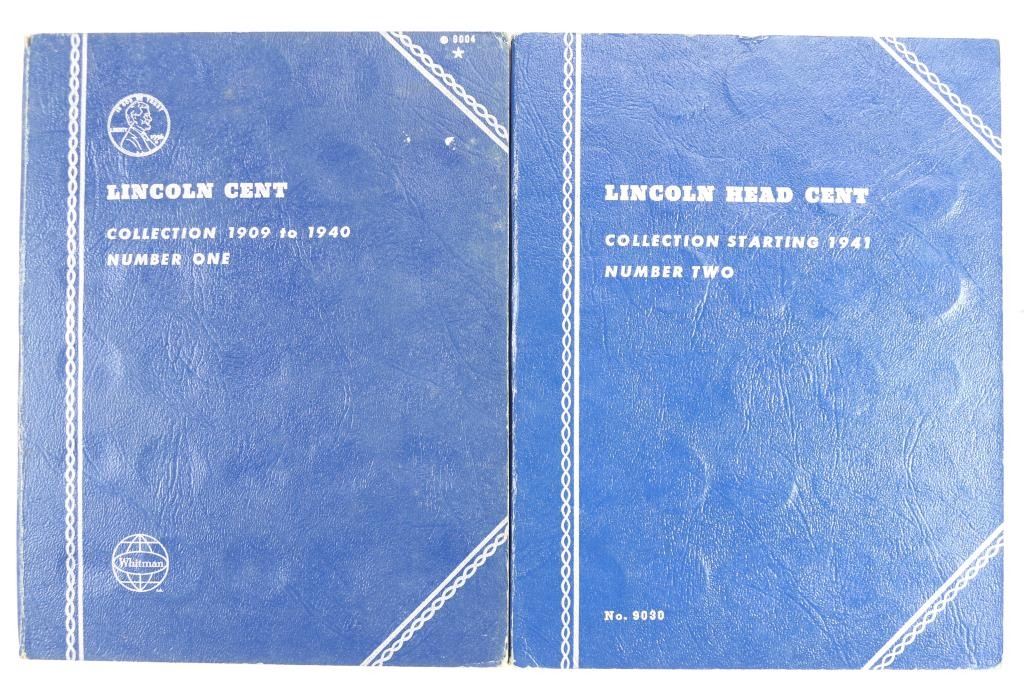 9004
LINCOLN CENT
COLLECTION 1909 to 1940
NUMBER ONE
Whitman
LINCOLN HEAD CENT
COLLECTION STARTING 1941
NUMBER TWO
No. 9030